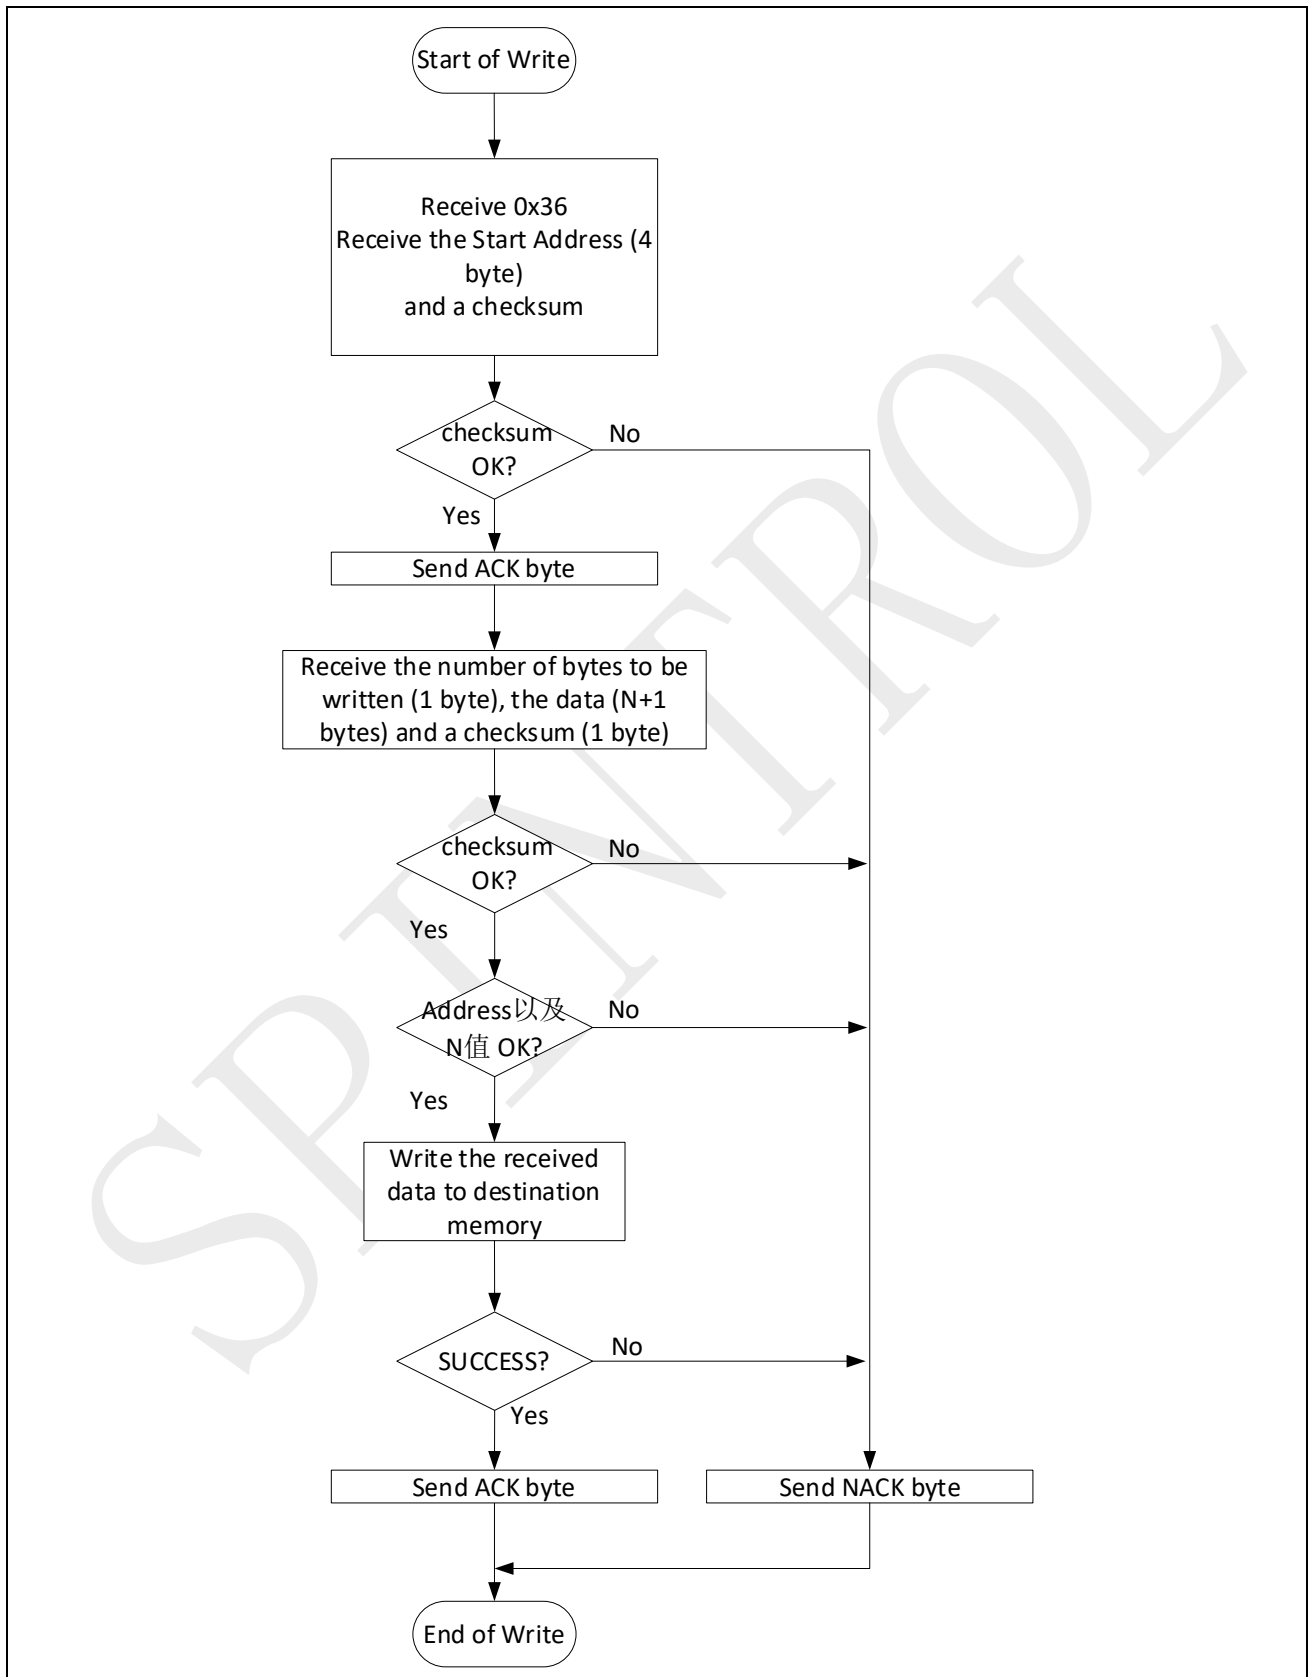 Start of Write
Receive 0x36
Receive the Start Address (4
byte)
and a checksum
checksum
OK?
No
Yes
Send ACK byte
Receive the number of bytes to be
written (1 byte), the data (N+1
bytes) and a checksum (1 byte)
checksum
OK?
No
Yes
Address以及
N值 OK?
No
Yes
Write the received
data to destination
memory
SUCCESS?
No
Yes
Send ACK byte
Send NACK byte
End of Write
SPINTROL